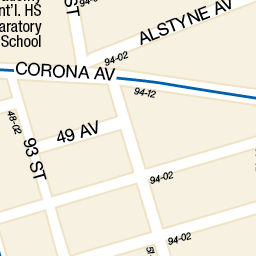 nt'l. HS
aratory
School
ST
ALSTYNE AV
94-02
CORONA AV
94-12
48-02
49 AV
93 ST
94-02
94-02